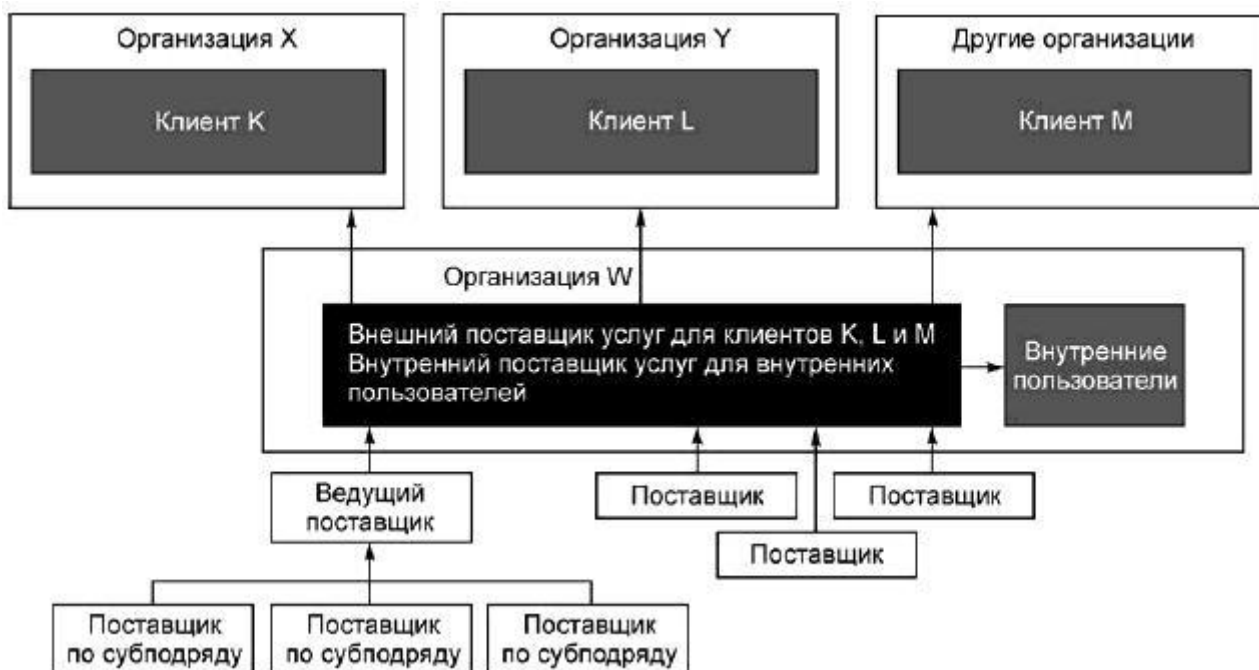 Организация X
Организация Y
Другие организации
Клиент K
Клиент L
Клиент M
Организация W
Внешний поставщик услуг для клиентов K, L и M
Внутренний поставщик услуг для внутренних
пользователей
Внутренние
пользователи
Ведущий
поставщик
Поставщик
Поставщик
Поставщик
Поставщик
по субподряду
Поставщик
по субподряду
Поставщик
по субподряду